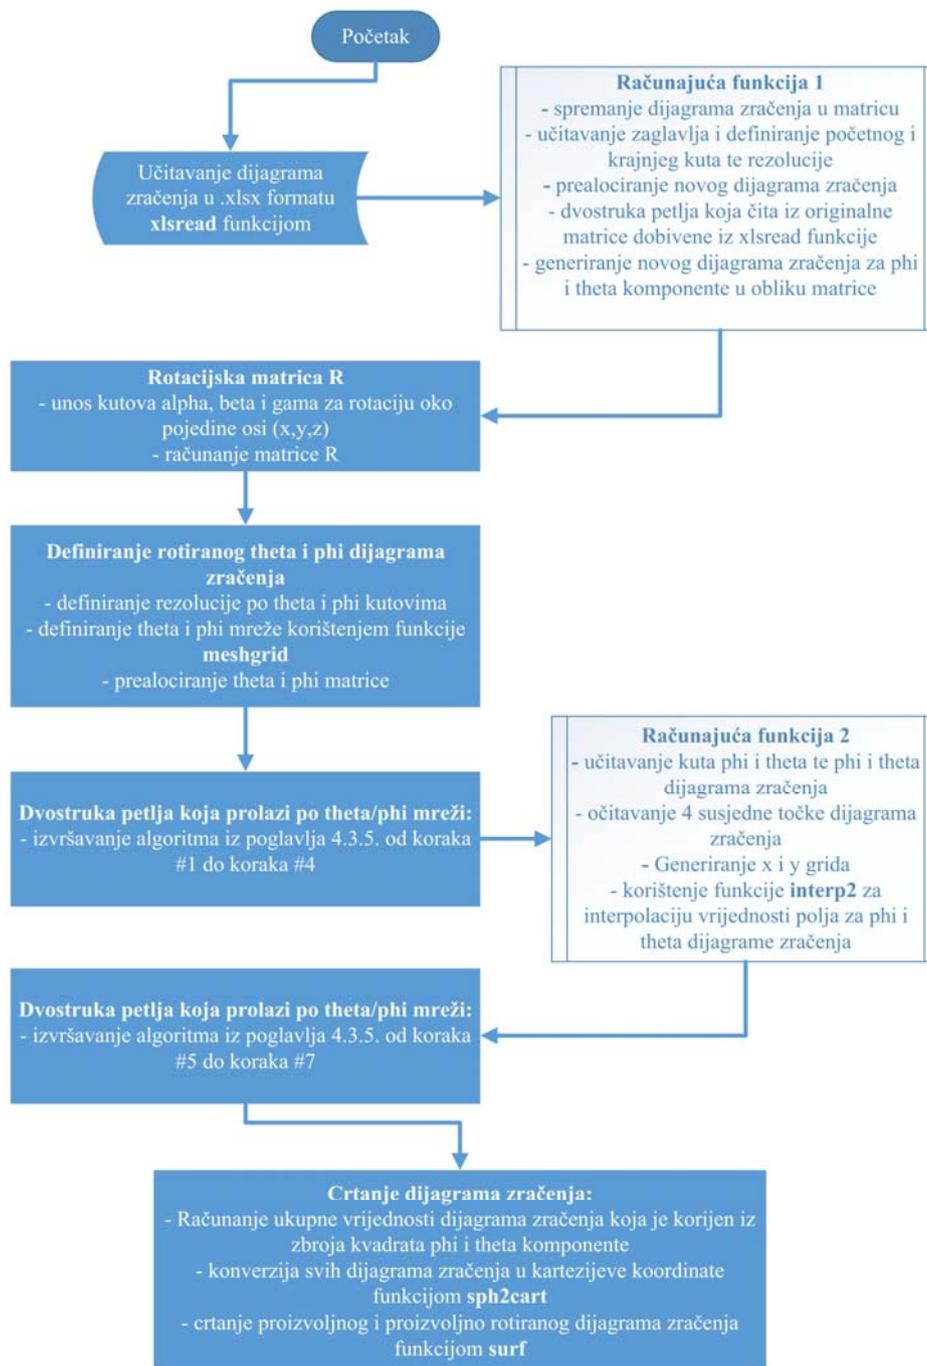 Početak
Učitavanje dijagrama
zračenja u .xlsx formatu
xlsread funkcijom
Računajuća funkcija 1
- spremanje dijagrama zračenja u matricu
- učitavanje zaglavlja i definiranje početnog i
krajnjeg kuta te rezolucije
- prealociranje novog dijagrama zračenja
- dvostruka petlja koja čita iz originalne
matrice dobivene iz xlsread funkcije
- generiranje novog dijagrama zračenja za phi
i theta komponente u obliku matrice
Rotacijska matrica R
- unos kutova alpha, beta i gama za rotaciju oko
pojedine osi (x,y,z)
- računanje matrice R
Definiranje rotiranog theta i phi dijagrama
zračenja
- definiranje rezolucije po theta i phi kutovima
- definiranje theta i phi mreže korištenjem funkcije
meshgrid
- prealociranje theta i phi matrice
Dvostruka petlja koja prolazi po theta/phi mreži:
- izvršavanje algoritma iz poglavlja 4.3.5. od koraka
#1 do koraka #4
Računajuća funkcija 2
- učitavanje kuta phi i theta te phi i theta
dijagrama zračenja
- očitavanje 4 susjedne točke dijagrama
zračenja
- Generiranje x i y grida
- korištenje funkcije interp2 za
interpolaciju vrijednosti polja za phi i
theta dijagrame zračenja
Dvostruka petlja koja prolazi po theta/phi mreži:
- izvršavanje algoritma iz poglavlja 4.3.5. od koraka
#5 do koraka #7
Crtanje dijagrama zračenja:
- Računanje ukupne vrijednosti dijagrama zračenja koja je korijen iz
zbroja kvadrata phi i theta komponente
- konverzija svih dijagrama zračenja u kartezijeve koordinate
funkcijom sph2cart
- crtanje proizvoljnog i proizvoljno rotiranog dijagrama zračenja
funkcijom surf